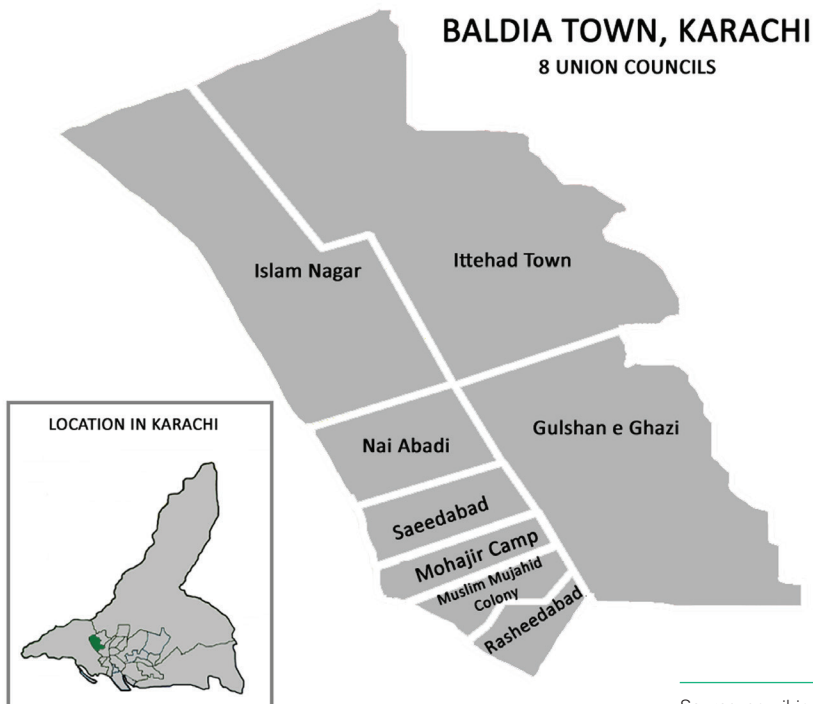 BALDIA TOWN, KARACHI
8 UNION COUNCILS
Islam Nagar
Ittehad Town
Nai Abadi
Gulshan e Ghazi
Saeedabad
Mohajir Camp
Muslim Mujahid
Colony
Rasheedabad
LOCATION IN KARACHI